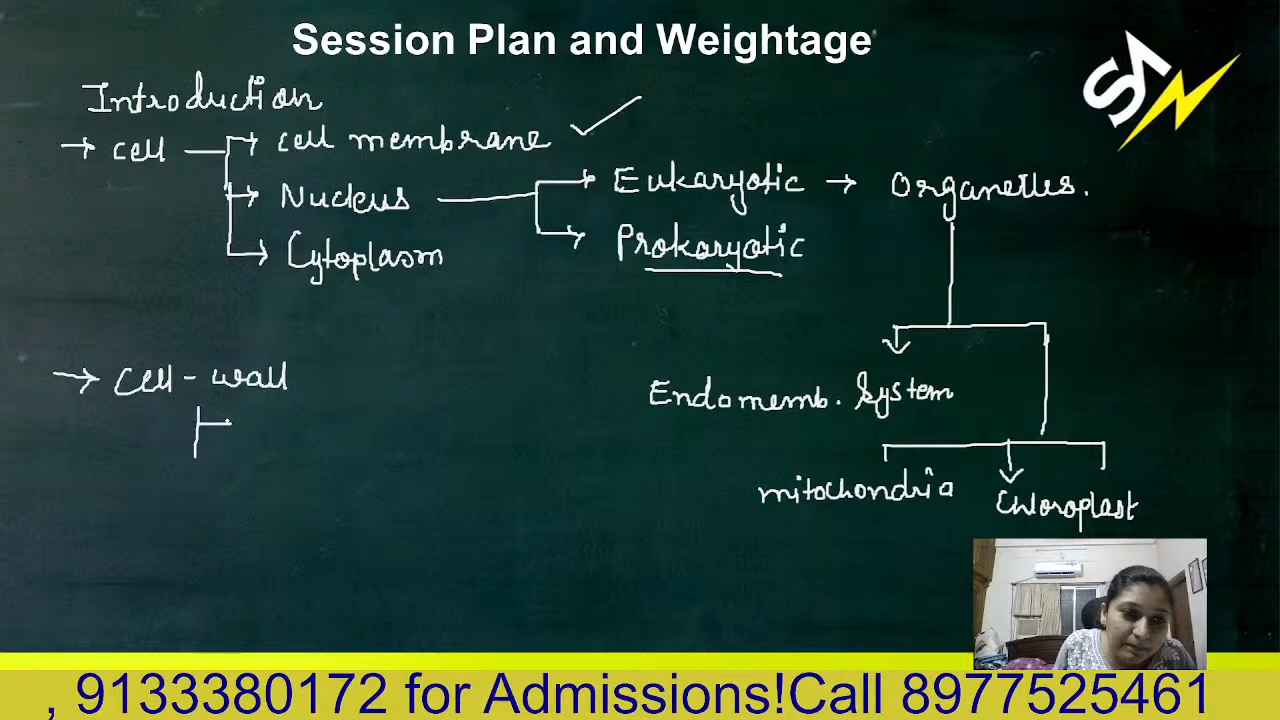 Session Plan and Weightage
SAN
Introduction
→ cell → cell membrane ✓
→ Nucleus → Eukaryotic → Organelles.
→ Prokaryotic
→ Cytoplasm
→ Cell - wall
Endomemb. System
mitochondria Chloroplast
, 9133380172 for Admissions!Call 8977525461